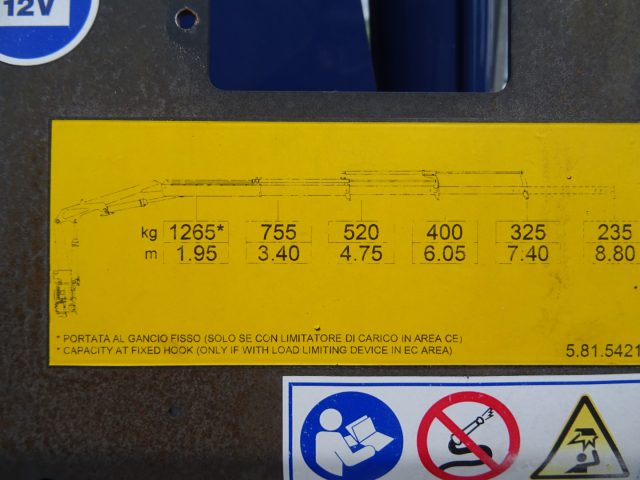 12V
kg 1265* 755 520 400 325 235
m 1.95 3.40 4.75 6.05 7.40 8.80
* PORTATA AL GANCIO FISSO (SOLO SE CON LIMITATORE DI CARICO IN AREA CE)
* CAPACITY AT FIXED HOOK (ONLY IF WITH LOAD LIMITING DEVICE IN EC AREA)
5.81.5421